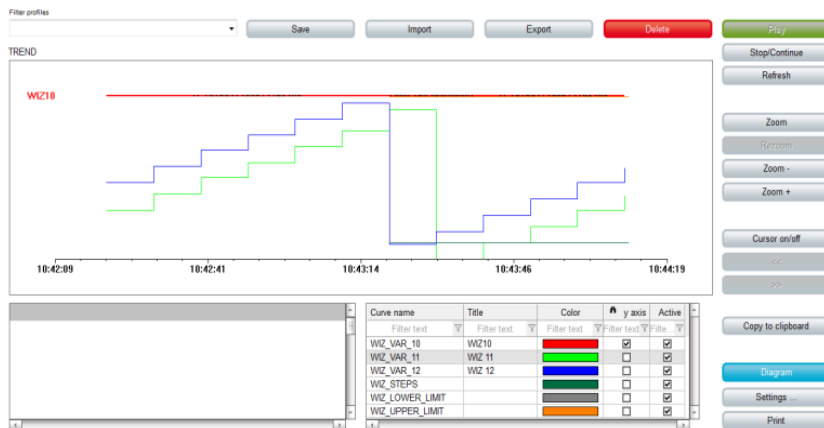 Filter profiles
Save Import Export Delete Play
TREND
Stop/Continue
Refresh
WIZ10
Zoom
Rezoom
Zoom -
Zoom +
Cursor on/off
<<
>>
10:42:09 10:42:41 10:43:14 10:43:46 10:44:19
Curve name Title Color y axis Active
Filter text Filter text Filter text Filter text Filte...
WIZ_VAR_10 WIZ10
WIZ_VAR_11 WIZ 11
WIZ_VAR_12 WIZ 12
WIZ_STEPS
WIZ_LOWER_LIMIT
WIZ_UPPER_LIMIT
Copy to clipboard
Diagram
Settings ...
Print